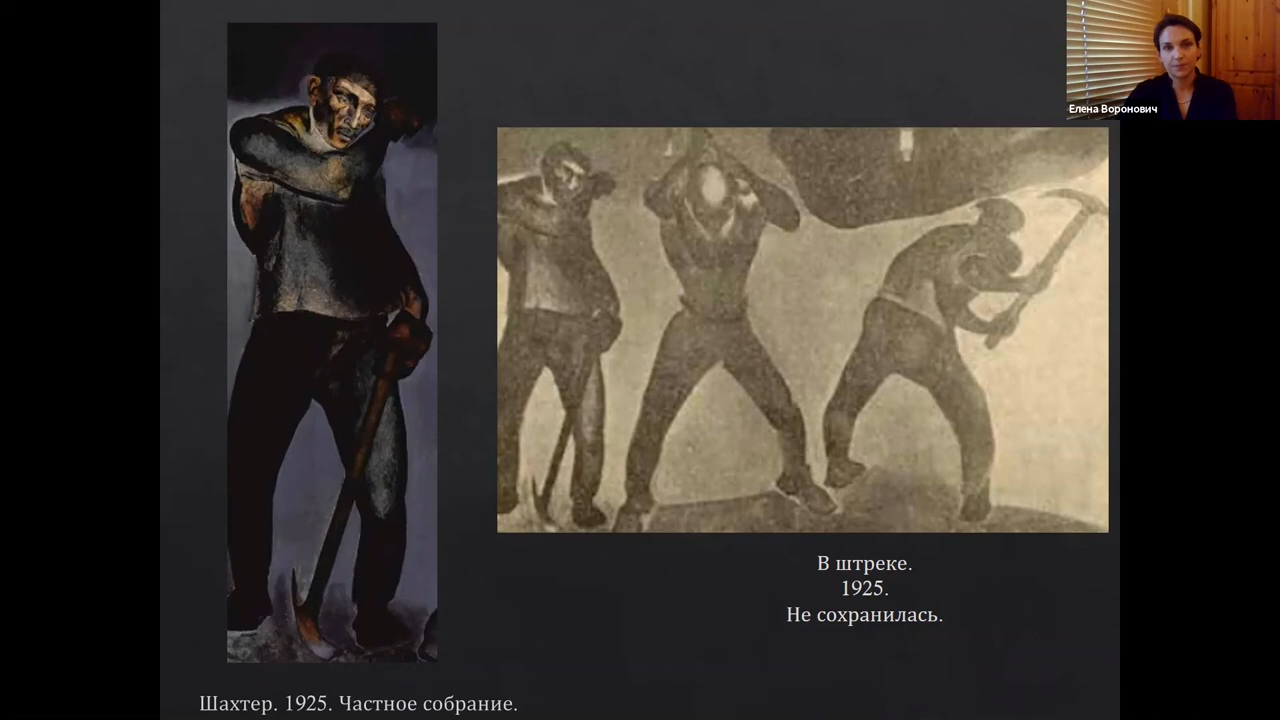 Елена Воронович
В штреке.
1925.
Не сохранилась.
Шахтер. 1925. Частное собрание.